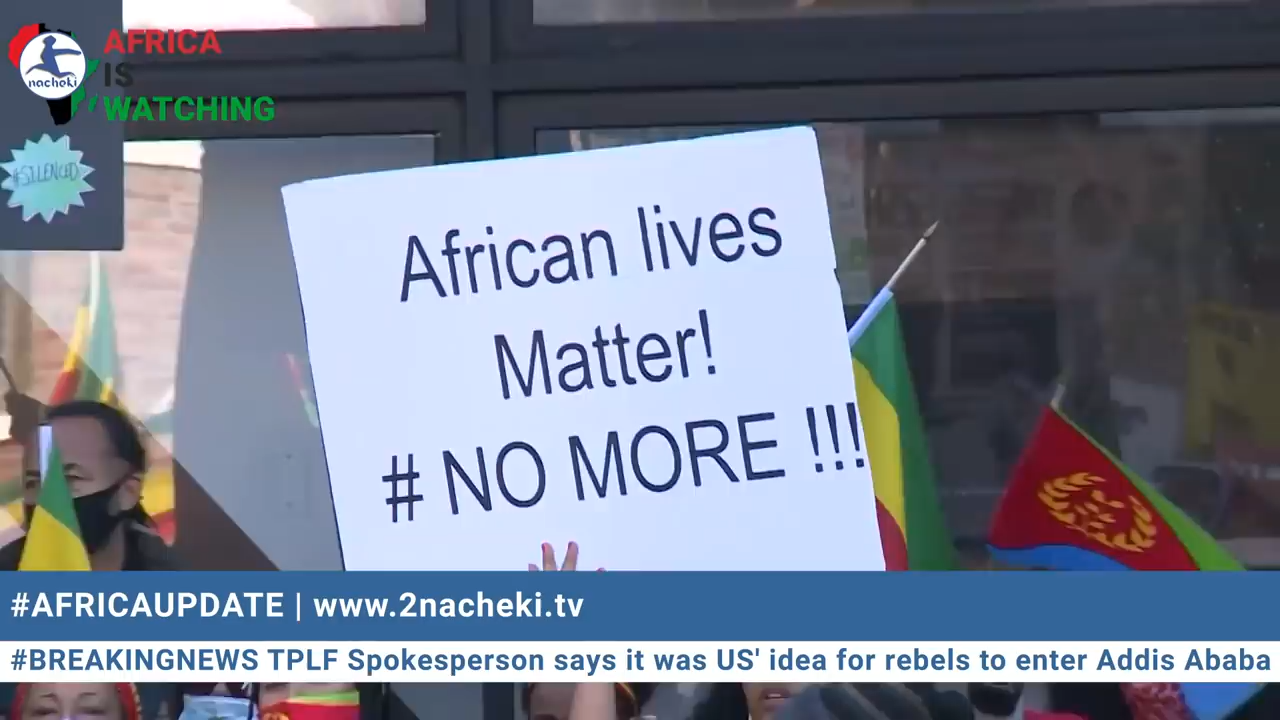 AFRICA
IS
WATCHING
nacheki
#SILENCED
African lives
Matter!
# NO MORE !!!
#AFRICAUPDATE | www.2nacheki.tv
#BREAKINGNEWS TPLF Spokesperson says it was US' idea for rebels to enter Addis Ababa